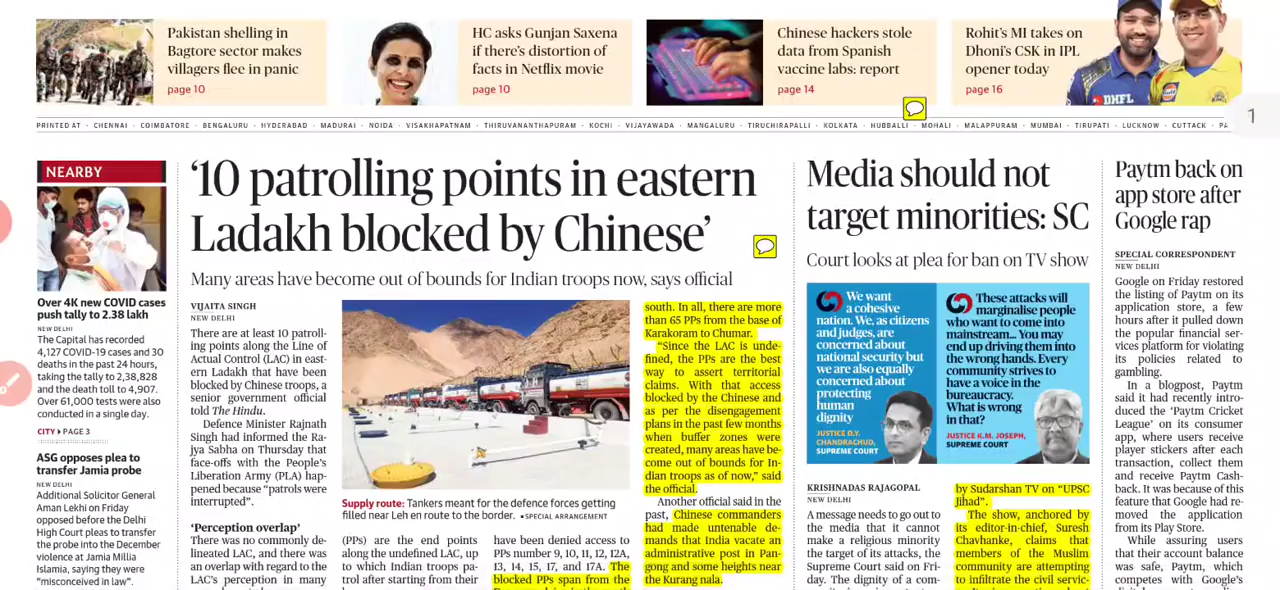 Pakistan shelling in
Bagtore sector makes
villagers flee in panic
page 10
HC asks Gunjan Saxena
if there's distortion of
facts in Netflix movie
page 10
Chinese hackers stole
data from Spanish
vaccine labs: report
page 14
Rohit's MI takes on
Dhoni's CSK in IPL
opener today
page 16
DHFL
PRINTED AT · CHENNAI · COIMBATORE · BENGALURU · HYDERABAD · MADURAI · NOIDA · VISAKHAPATNAM · THIRUVANANTHAPURAM · KOCHI · VIJAYAWADA · MANGALURU · TIRUCHIRAPALLI · KOLKATA · HUBBALLI · MOHALI · MALAPPURAM · MUMBAI · TIRUPATI · LUCKNOW · CUTTACK ·
1
NEARBY
Over 4K new COVID cases
push tally to 2.38 lakh
NEW DELHI
The Capital has recorded
4,127 COVID-19 cases and 30
deaths in the past 24 hours,
taking the tally to 2,38,828
and the death toll to 4,907.
Over 61,000 tests were also
conducted in a single day.
CITY ▸ PAGE 3
ASG opposes plea to
transfer Jamia probe
NEW DELHI
Additional Solicitor General
Aman Lekhi on Friday
opposed before the Delhi
High Court pleas to transfer
the probe into the December
violence at Jamia Millia
Islamia, saying they were
"misconceived in law".
'10 patrolling points in eastern
Ladakh blocked by Chinese'
Many areas have become out of bounds for Indian troops now, says official
VIJAITA SINGH
NEW DELHI
There are at least 10 patroll-
ing points along the Line of
Actual Control (LAC) in east-
ern Ladakh that have been
blocked by Chinese troops, a
senior government official
told The Hindu.
Defence Minister Rajnath
Singh had informed the Ra-
jya Sabha on Thursday that
face-offs with the People's
Liberation Army (PLA) hap-
pened because "patrols were
interrupted".
'Perception overlap'
There was no commonly de-
lineated LAC, and there was
an overlap with regard to the
LAC's perception in many
Supply route: Tankers meant for the defence forces getting
filled near Leh en route to the border. ▪ SPECIAL ARRANGEMENT
(PPs) are the end points
along the undefined LAC, up
to which Indian troops pa-
trol after starting from their
have been denied access to
PPs number 9, 10, 11, 12, 12A,
13, 14, 15, 17, and 17A. The
blocked PPs span from the
south. In all, there are more
than 65 PPs from the base of
Karakoram to Chumar.
"Since the LAC is unde-
fined, the PPs are the best
way to assert territorial
claims. With that access
blocked by the Chinese and
as per the disengagement
plans in the past few months
when buffer zones were
created, many areas have be-
come out of bounds for In-
dian troops as of now," said
the official.
Another official said in the
past, Chinese commanders
had made untenable de-
mands that India vacate an
administrative post in Pan-
gong and some heights near
the Kurang nala.
Media should not
target minorities: SC
Court looks at plea for ban on TV show
We want
a cohesive
nation. We, as citizens
and judges, are
concerned about
national security but
we are also equally
concerned about
protecting
human
dignity
JUSTICE D.Y.
CHANDRACHUD,
SUPREME COURT
These attacks will
marginalise people
who want to come into
mainstream... You may
end up driving them into
the wrong hands. Every
community strives to
have a voice in the
bureaucracy.
What is wrong
in that?
JUSTICE K.M. JOSEPH,
SUPREME COURT
KRISHNADAS RAJAGOPAL
NEW DELHI
A message needs to go out to
the media that it cannot
make a religious minority
the target of its attacks, the
Supreme Court said on Fri-
day. The dignity of a com-
by Sudarshan TV on "UPSC
Jihad".
The show, anchored by
its editor-in-chief, Suresh
Chavhanke, claims that
members of the Muslim
community are attempting
to infiltrate the civil servic-
Paytm back on
app store after
Google rap
SPECIAL CORRESPONDENT
NEW DELHI
Google on Friday restored
the listing of Paytm on its
application store, a few
hours after it pulled down
the popular financial ser-
vices platform for violating
its policies related to
gambling.
In a blogpost, Paytm
said it had recently intro-
duced the 'Paytm Cricket
League' on its consumer
app, where users receive
player stickers after each
transaction, collect them
and receive Paytm Cash-
back. It was because of this
feature that Google had re-
moved the application
from its Play Store.
While assuring users
that their account balance
was safe, Paytm, which
competes with Google's